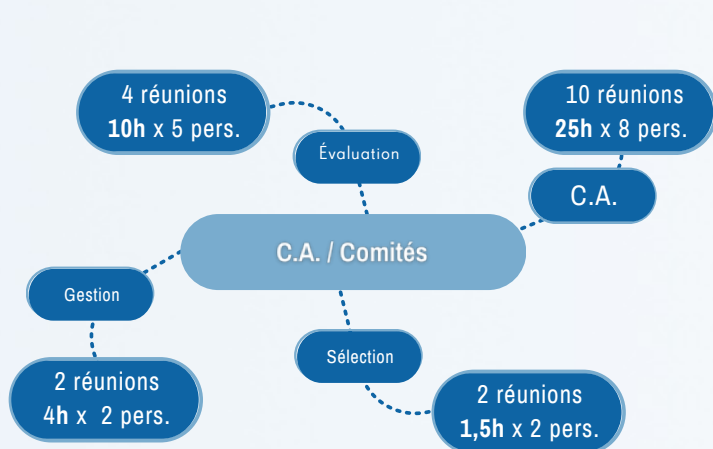 4 réunions
10h x 5 pers.
Évaluation
10 réunions
25h x 8 pers.
C.A.
C.A. / Comités
Gestion
2 réunions
4h x 2 pers.
Sélection
2 réunions
1,5h x 2 pers.